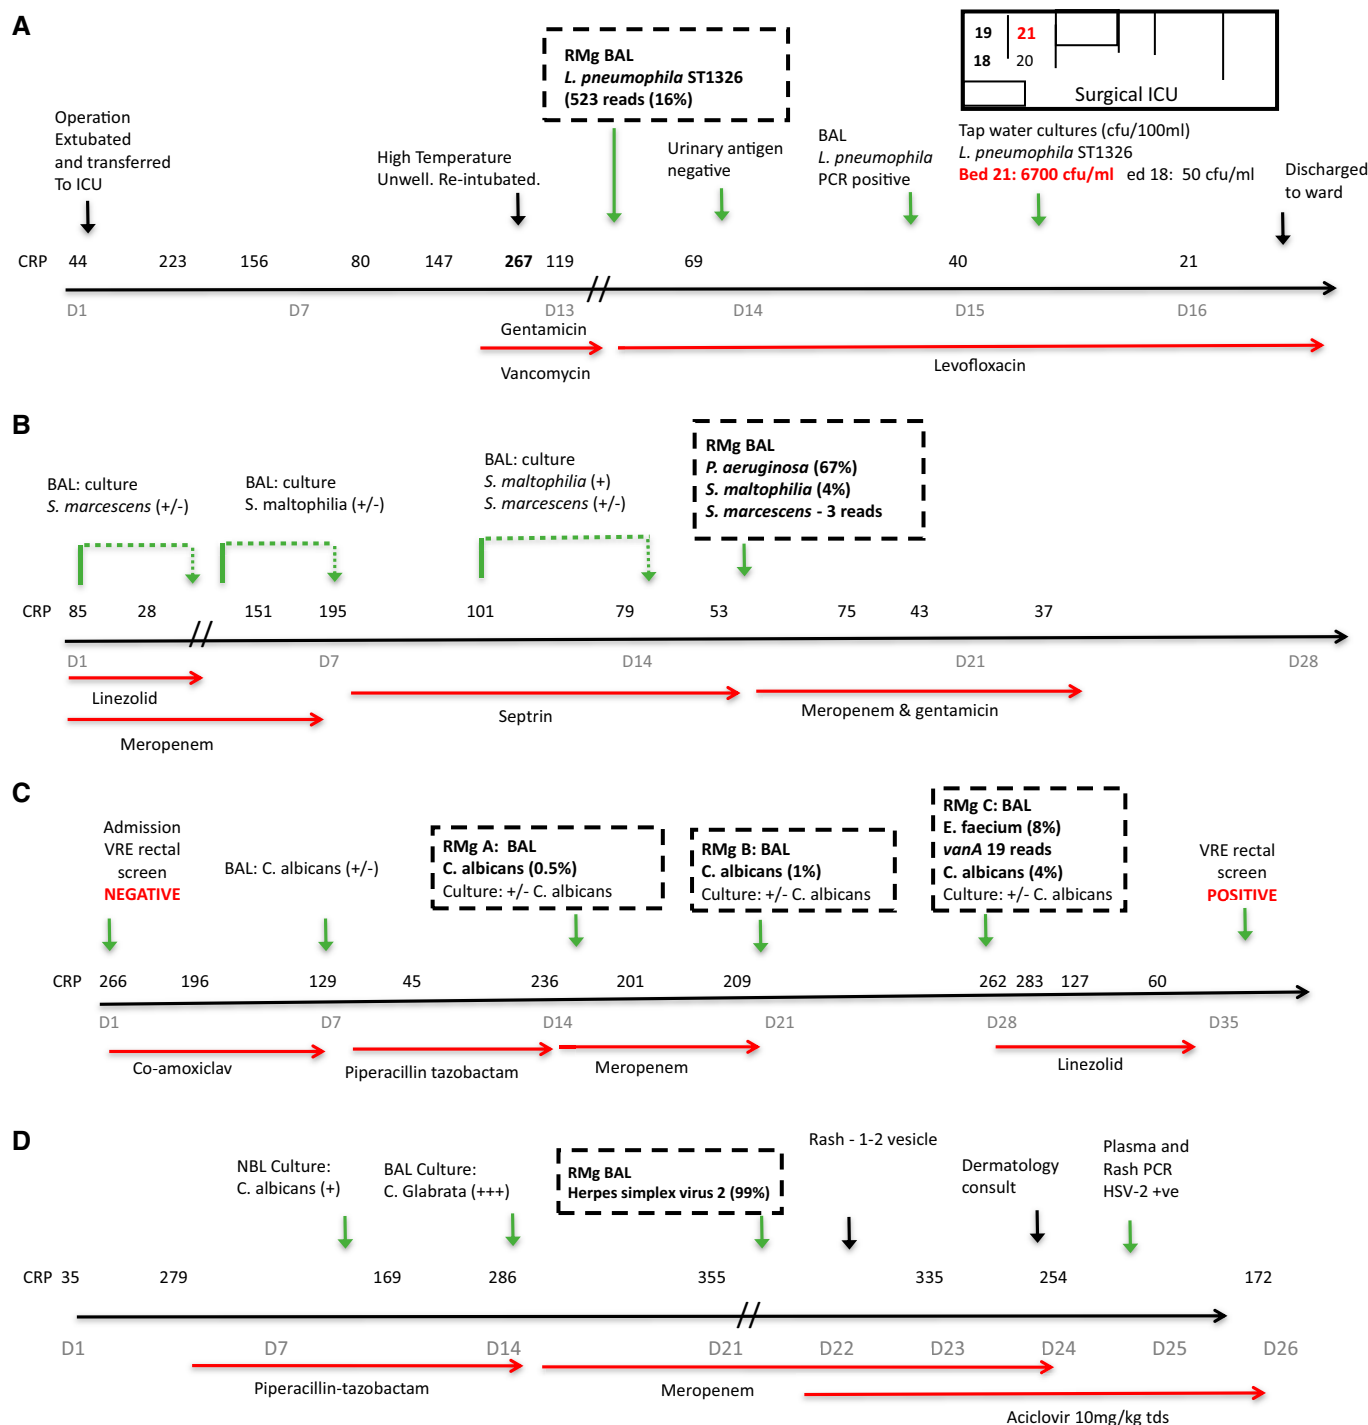 A
19 21
18 20
Surgical ICU
Operation
Extubated
and transferred
To ICU
High Temperature
Unwell. Re-intubated.
RMg BAL
L. pneumophila ST1326
(523 reads (16%)
Urinary antigen
negative
BAL
L. pneumophila
PCR positive
Tap water cultures (cfu/100ml)
L. pneumophila ST1326
Bed 21: 6700 cfu/ml ed 18: 50 cfu/ml
Discharged
to ward
CRP 44 223 156 80 147 267 119 69 40 21
D1 D7 D13 D14 D15 D16
Gentamicin
Vancomycin
Levofloxacin
B
BAL: culture
S. marcescens (+/-)
BAL: culture
S. maltophilia (+/-)
BAL: culture
S. maltophilia (+)
S. marcescens (+/-)
RMg BAL
P. aeruginosa (67%)
S. maltophilia (4%)
S. marcescens - 3 reads
CRP 85 28 151 195 101 79 53 75 43 37
D1 D7 D14 D21 D28
Linezolid
Meropenem
Septrin
Meropenem & gentamicin
C
Admission
VRE rectal
screen
NEGATIVE
BAL: C. albicans (+/-)
RMg A: BAL
C. albicans (0.5%)
Culture: +/- C. albicans
RMg B: BAL
C. albicans (1%)
Culture: +/- C. albicans
RMg C: BAL
E. faecium (8%)
vanA 19 reads
C. albicans (4%)
Culture: +/- C. albicans
VRE rectal
screen
POSITIVE
CRP 266 196 129 45 236 201 209 262 283 127 60
D1 D7 D14 D21 D28 D35
Co-amoxiclav
Piperacillin tazobactam
Meropenem
Linezolid
D
NBL Culture:
C. albicans (+)
BAL Culture:
C. Glabrata (+++)
RMg BAL
Herpes simplex virus 2 (99%)
Rash - 1-2 vesicle
Dermatology
consult
Plasma and
Rash PCR
HSV-2 +ve
CRP 35 279 169 286 355 335 254 172
D1 D7 D14 D21 D22 D23 D24 D25 D26
Piperacillin-tazobactam
Meropenem
Aciclovir 10mg/kg tds